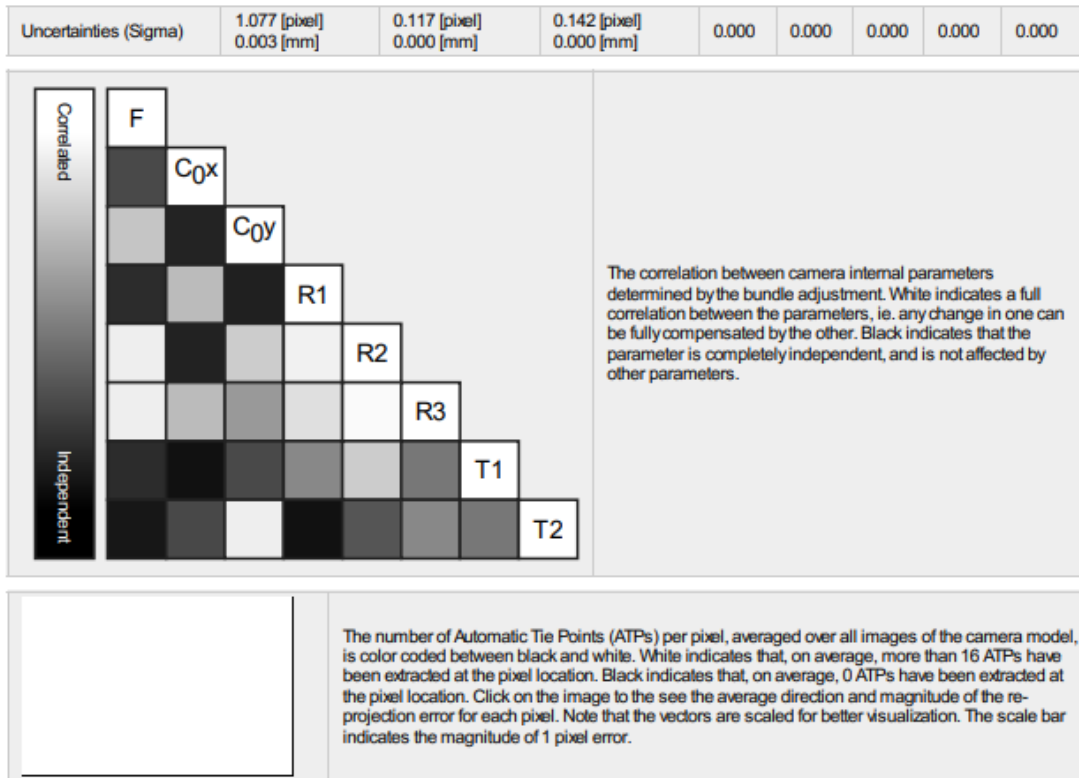 Uncertainties (Sigma) 1.077 [pixel] 0.117 [pixel] 0.142 [pixel] 0.000 0.000 0.000 0.000 0.000
0.003 [mm] 0.000 [mm] 0.000 [mm]
Correlated
Independent
F
C0x
C0y
R1
R2
R3
T1
T2
The correlation between camera internal parameters
determined by the bundle adjustment. White indicates a full
correlation between the parameters, ie. any change in one can
be fully compensated by the other. Black indicates that the
parameter is completely independent, and is not affected by
other parameters.
The number of Automatic Tie Points (ATPs) per pixel, averaged over all images of the camera model,
is color coded between black and white. White indicates that, on average, more than 16 ATPs have
been extracted at the pixel location. Black indicates that, on average, 0 ATPs have been extracted at
the pixel location. Click on the image to the see the average direction and magnitude of the re-
projection error for each pixel. Note that the vectors are scaled for better visualization. The scale bar
indicates the magnitude of 1 pixel error.